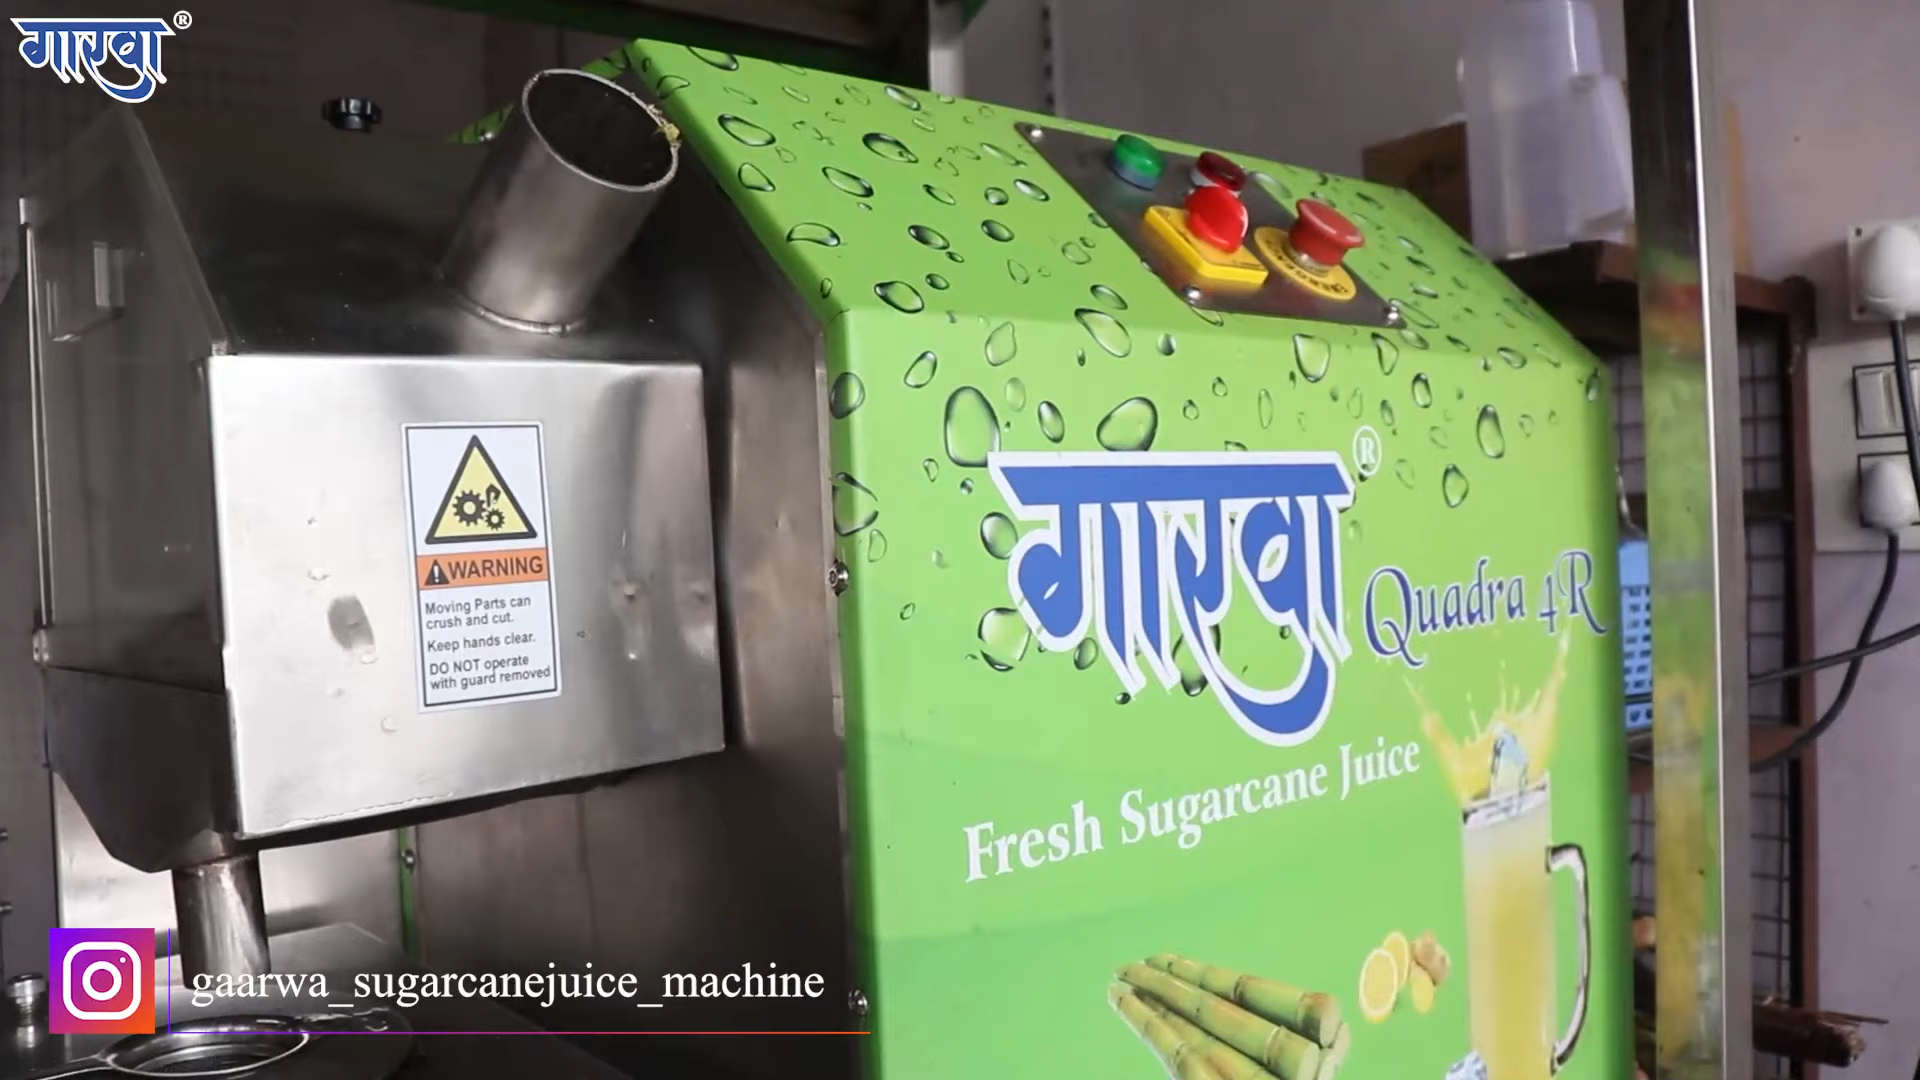 गारवा®
गारवा®
Quadra 4R
Fresh Sugarcane Juice
WARNING
Moving Parts can
crush and cut.
Keep hands clear.
DO NOT operate
with guard removed
gaarwa_sugarcanejuice_machine